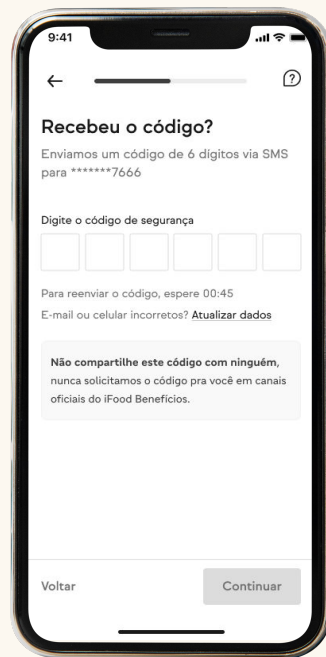 9:41
Recebeu o código?
Enviamos um código de 6 dígitos via SMS
para *******7666
Digite o código de segurança
Para reenviar o código, espere 00:45
E-mail ou celular incorretos? Atualizar dados
Não compartilhe este código com ninguém,
nunca solicitamos o código pra você em canais
oficiais do iFood Benefícios.
Voltar
Continuar